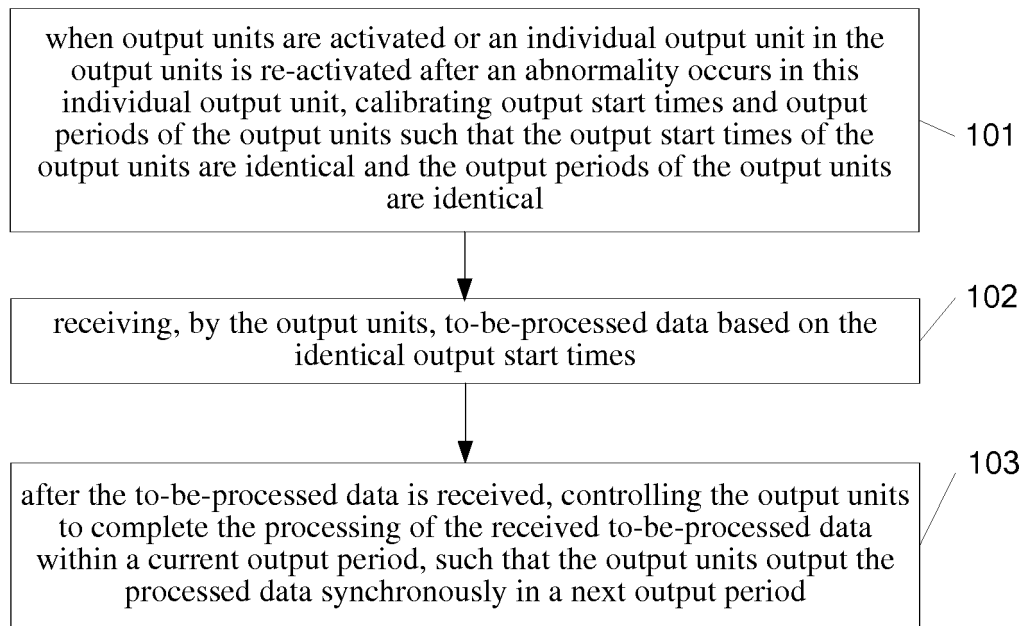 when output units are activated or an individual output unit in the
output units is re-activated after an abnormality occurs in this
individual output unit, calibrating output start times and output
periods of the output units such that the output start times of the
output units are identical and the output periods of the output units
are identical
101
receiving, by the output units, to-be-processed data based on the
identical output start times
102
after the to-be-processed data is received, controlling the output units
to complete the processing of the received to-be-processed data
within a current output period, such that the output units output the
processed data synchronously in a next output period
103